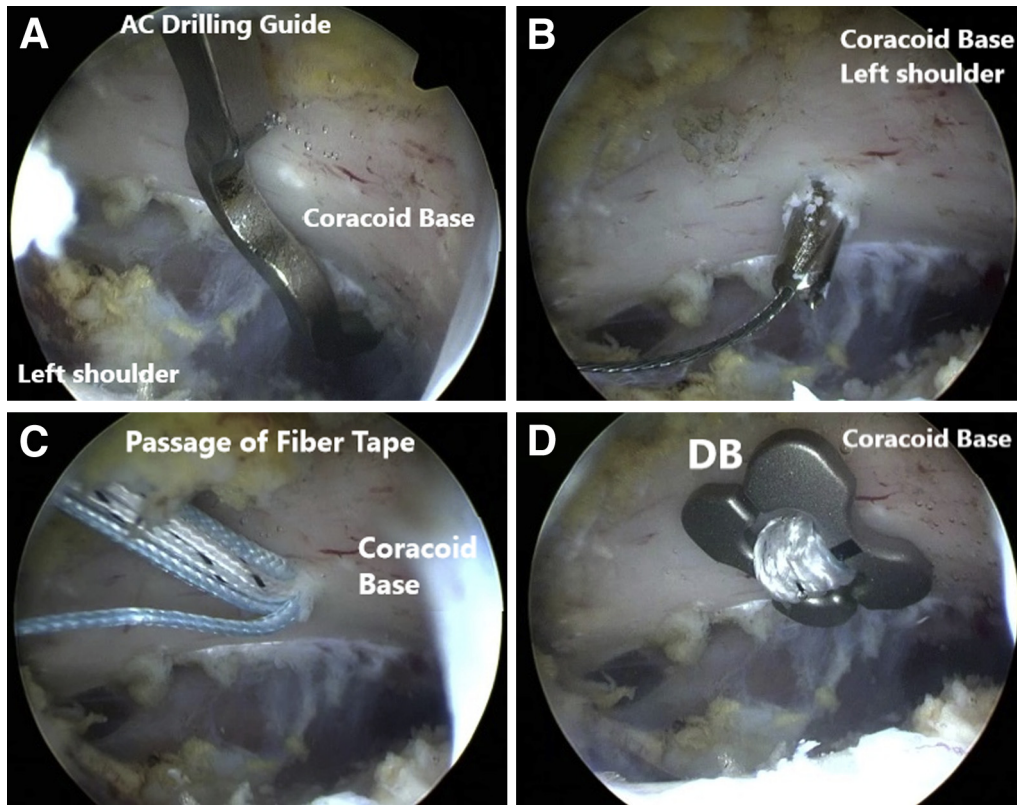 A
AC Drilling Guide
Coracoid Base
Left shoulder
B
Coracoid Base
Left shoulder
C
Passage of Fiber Tape
Coracoid
Base
D
DB
Coracoid Base